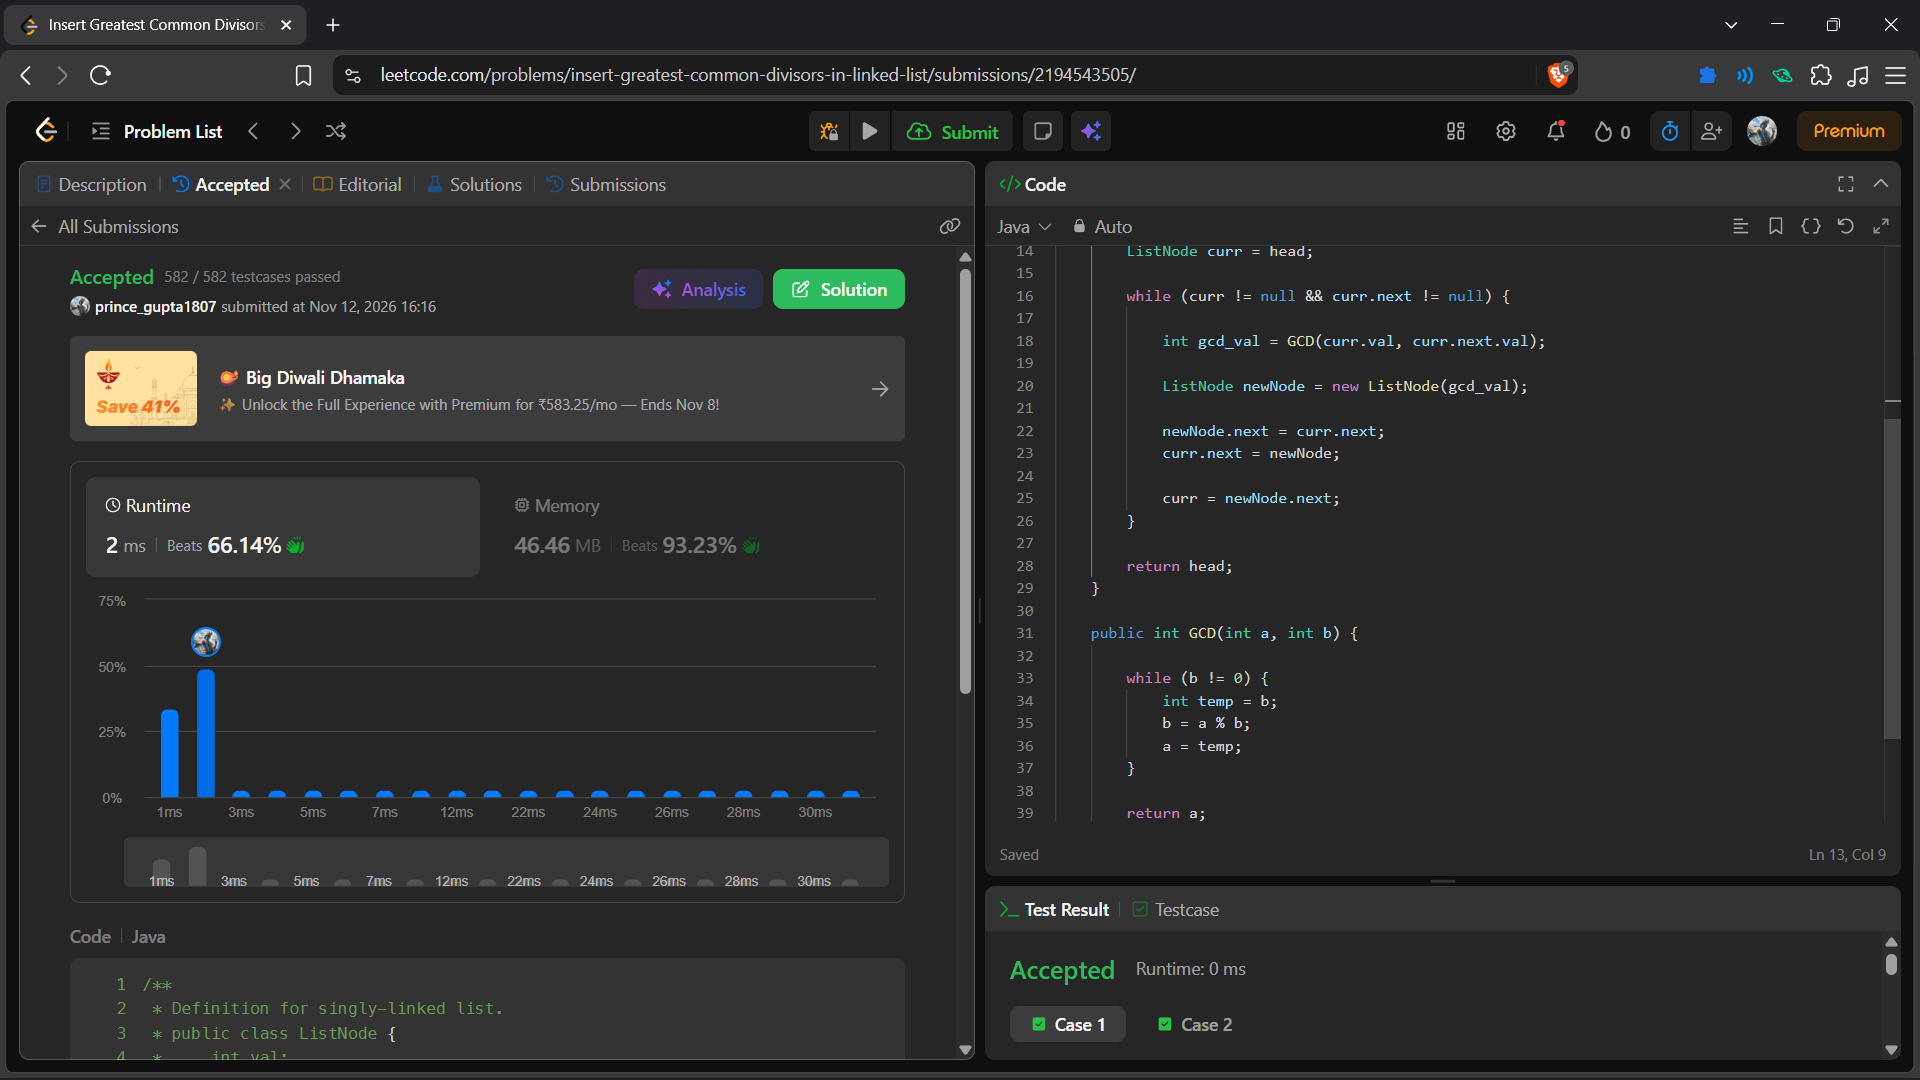 Insert Greatest Common Divisors
leetcode.com/problems/insert-greatest-common-divisors-in-linked-list/submissions/2194543505/
5
Problem List
Submit
0
Premium
Description
Accepted
Editorial
Solutions
Submissions
All Submissions
Accepted 582 / 582 testcases passed
prince_gupta1807 submitted at Nov 12, 2026 16:16
Analysis
Solution
Save 41%
Big Diwali Dhamaka
✨ Unlock the Full Experience with Premium for ₹583.25/mo — Ends Nov 8!
Runtime
2 ms Beats 66.14%
Memory
46.46 MB Beats 93.23%
75%
50%
25%
0%
1ms 3ms 5ms 7ms 12ms 22ms 24ms 26ms 28ms 30ms
1ms 3ms 5ms 7ms 12ms 22ms 24ms 26ms 28ms 30ms
Code Java
1 /**
2 * Definition for singly-linked list.
3 * public class ListNode {
4 * int val;
</> Code
Java
Auto
14 ListNode curr = head;
15
16 while (curr != null && curr.next != null) {
17
18 int gcd_val = GCD(curr.val, curr.next.val);
19
20 ListNode newNode = new ListNode(gcd_val);
21
22 newNode.next = curr.next;
23 curr.next = newNode;
24
25 curr = newNode.next;
26 }
27
28 return head;
29 }
30
31 public int GCD(int a, int b) {
32
33 while (b != 0) {
34 int temp = b;
35 b = a % b;
36 a = temp;
37 }
38
39 return a;
Saved
Ln 13, Col 9
>_ Test Result
Testcase
Accepted Runtime: 0 ms
Case 1
Case 2